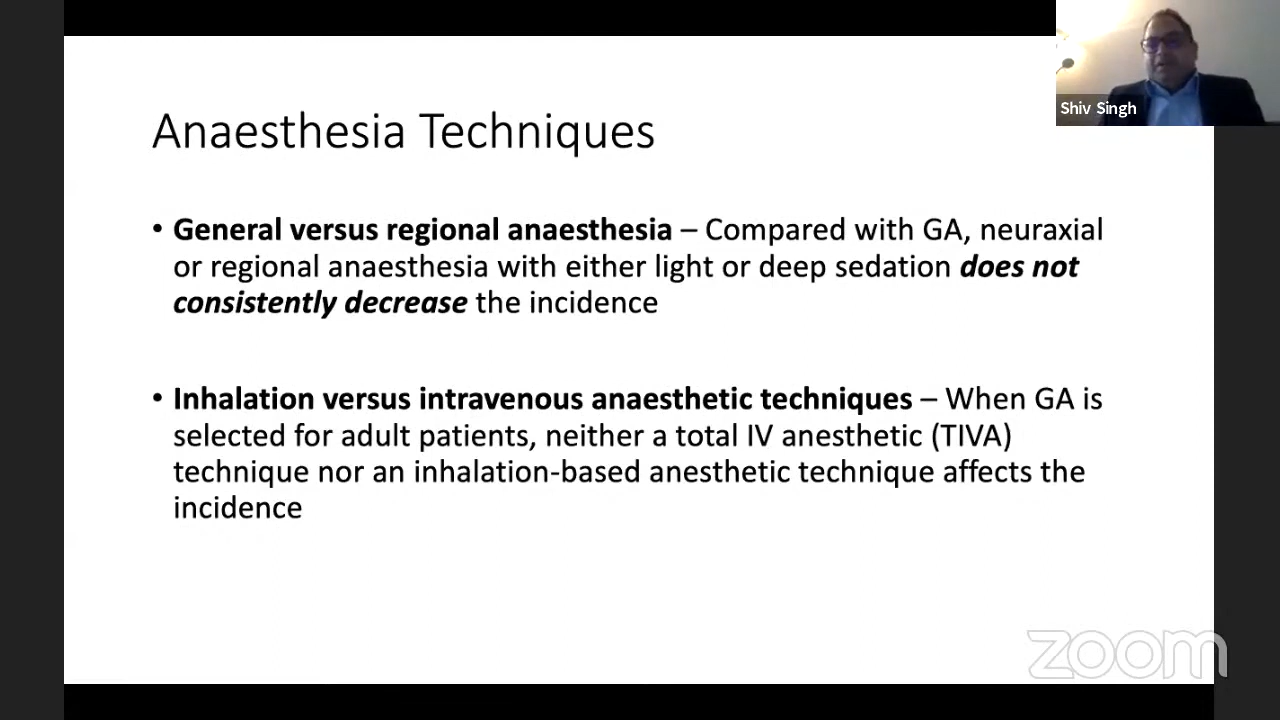 Shiv Singh
Anaesthesia Techniques
• General versus regional anaesthesia – Compared with GA, neuraxial
or regional anaesthesia with either light or deep sedation does not
consistently decrease the incidence
• Inhalation versus intravenous anaesthetic techniques – When GA is
selected for adult patients, neither a total IV anesthetic (TIVA)
technique nor an inhalation-based anesthetic technique affects the
incidence
zoom